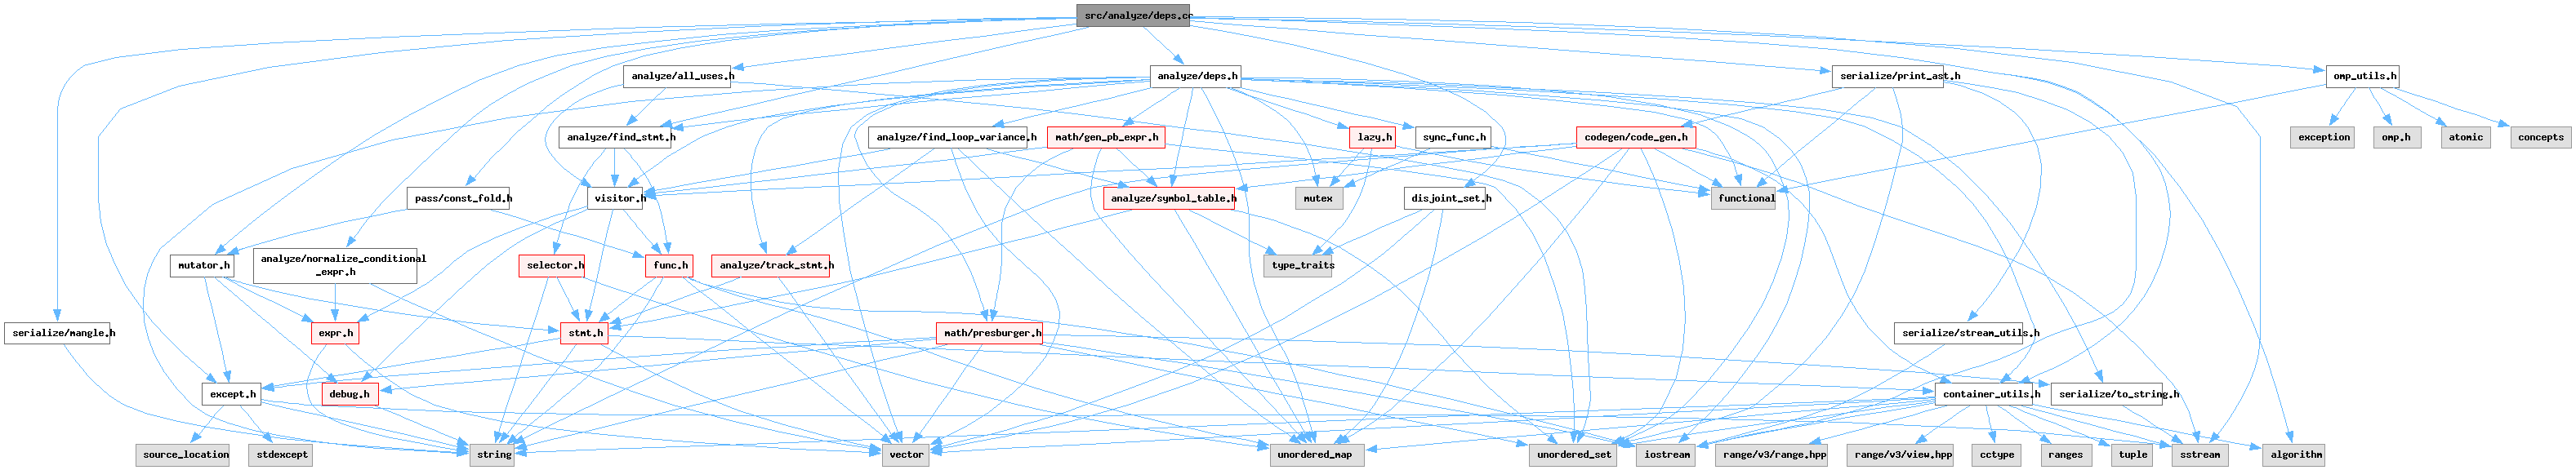 src/analyze/deps.cc
analyze/all_uses.h
analyze/deps.h
serialize/print_ast.h
omp_utils.h
analyze/find_stmt.h
analyze/find_loop_variance.h
math/gen_pb_expr.h
lazy.h
sync_func.h
codegen/code_gen.h
exception
omp.h
atomic
concepts
pass/const_fold.h
visitor.h
analyze/symbol_table.h
mutex
disjoint_set.h
functional
mutator.h
analyze/normalize_conditional
_expr.h
selector.h
func.h
analyze/track_stmt.h
type_traits
serialize/mangle.h
expr.h
stmt.h
math/presburger.h
serialize/stream_utils.h
except.h
debug.h
container_utils.h
serialize/to_string.h
source_location
stdexcept
string
vector
unordered_map
unordered_set
iostream
range/v3/range.hpp
range/v3/view.hpp
cctype
ranges
tuple
sstream
algorithm